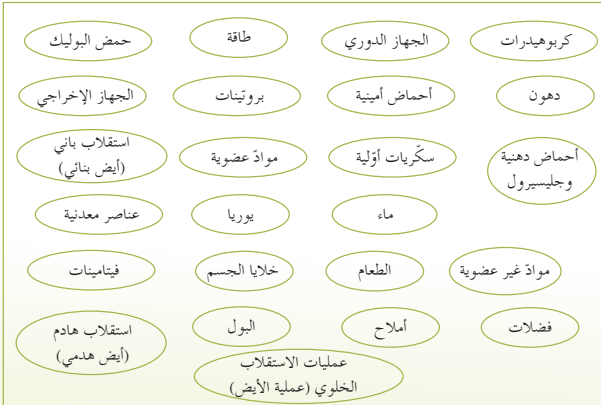 كربوهيدرات
الجهاز الدوري
طاقة
حمض البوليك
دهون
أحماض أمينية
بروتينات
الجهاز الإخراجي
أحماض دهنية
وجليسيرول
سكّريات أوّلية
موادّ عضوية
استقلاب باني
(أيض بنائي)
ماء
يوريا
عناصر معدنية
موادّ غير عضوية
الطعام
خلايا الجسم
فيتامينات
فضلات
أملاح
البول
استقلاب هادم
(أيض هدمي)
عمليات الاستقلاب
الخلوي (عملية الأيض)